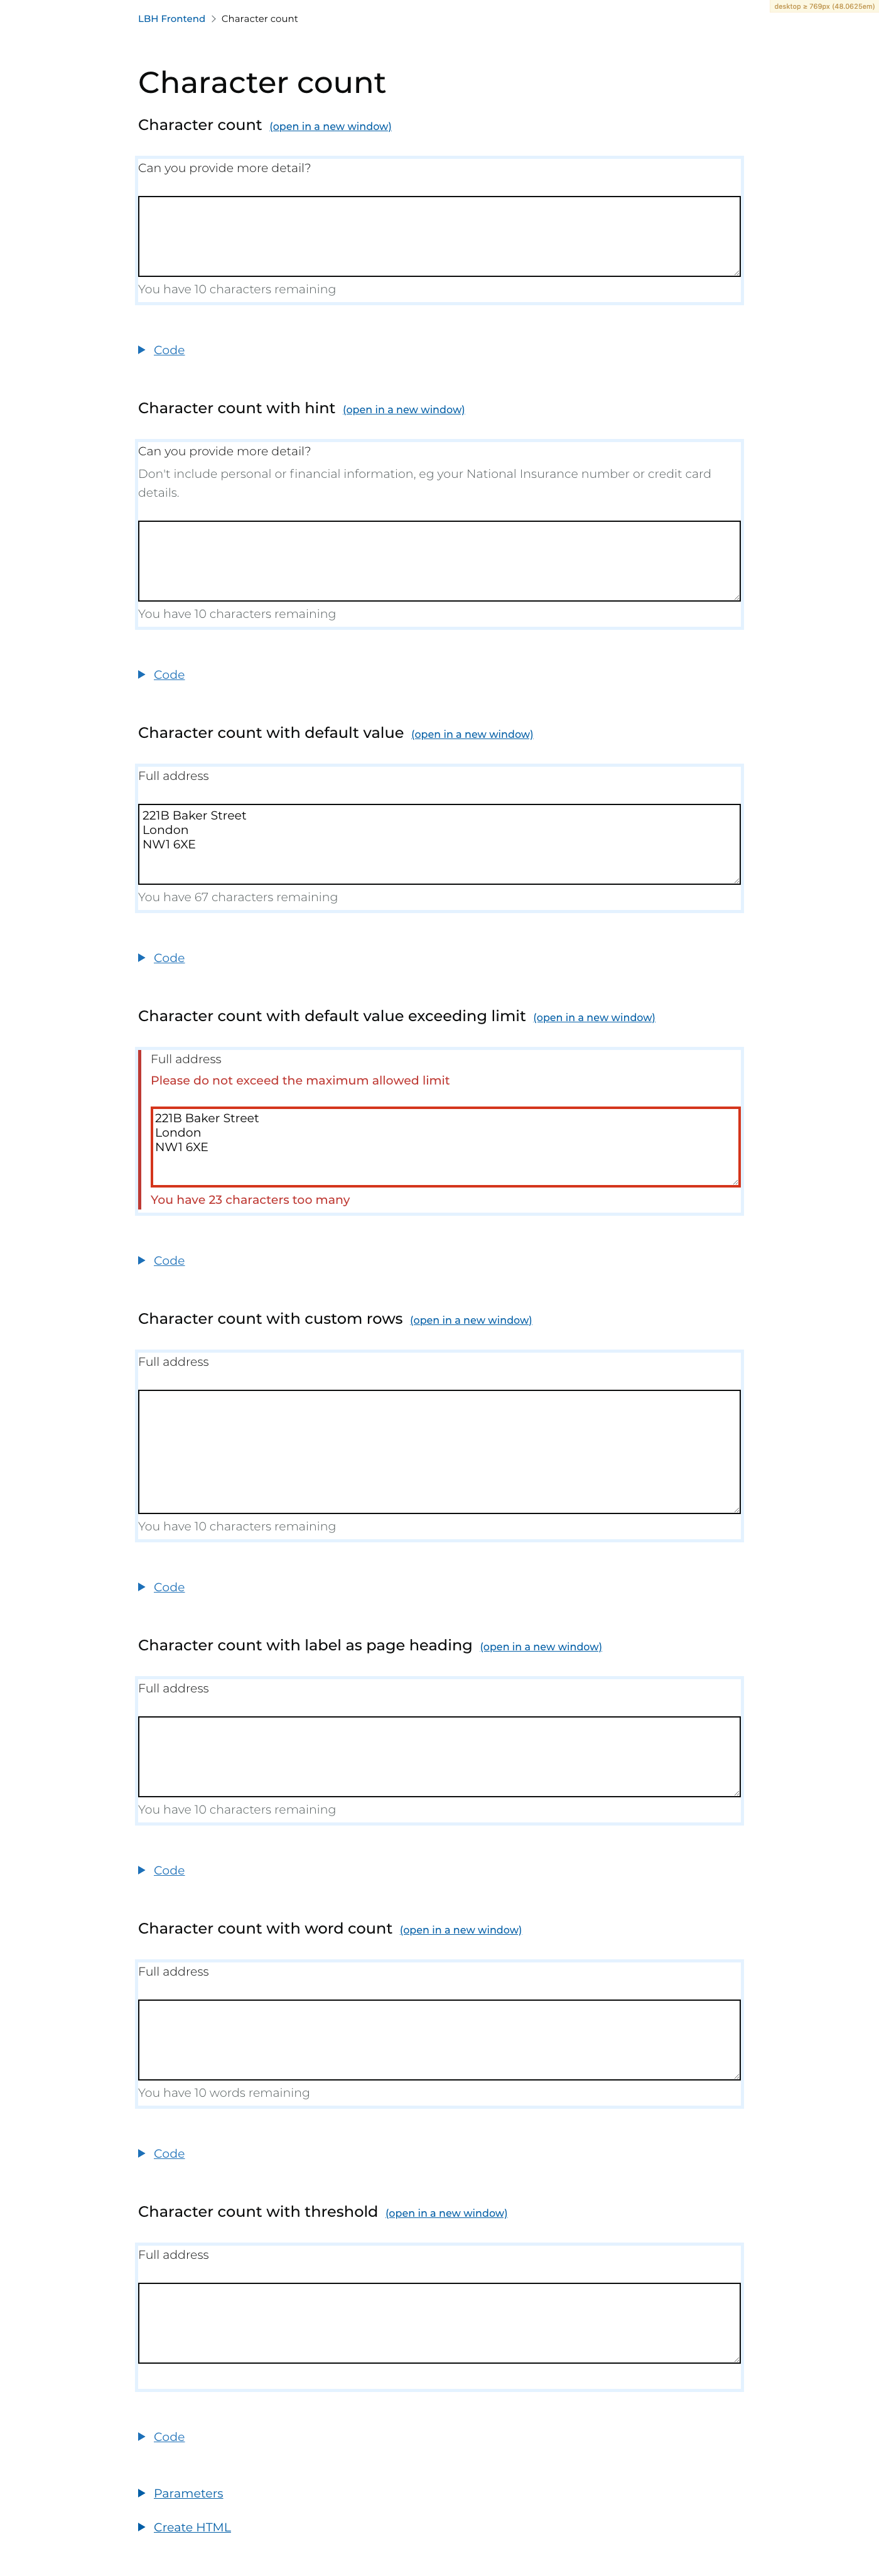 desktop ≥ 769px (48.0625em)
LBH Frontend
Character count
Character count
Character count (open in a new window)
Can you provide more detail?
You have 10 characters remaining
Code
Character count with hint (open in a new window)
Can you provide more detail?
Don't include personal or financial information, eg your National Insurance number or credit card
details.
You have 10 characters remaining
Code
Character count with default value (open in a new window)
Full address
221B Baker Street
London
NW1 6XE
You have 67 characters remaining
Code
Character count with default value exceeding limit (open in a new window)
Full address
Please do not exceed the maximum allowed limit
221B Baker Street
London
NW1 6XE
You have 23 characters too many
Code
Character count with custom rows (open in a new window)
Full address
You have 10 characters remaining
Code
Character count with label as page heading (open in a new window)
Full address
You have 10 characters remaining
Code
Character count with word count (open in a new window)
Full address
You have 10 words remaining
Code
Character count with threshold (open in a new window)
Full address
Code
Parameters
Create HTML